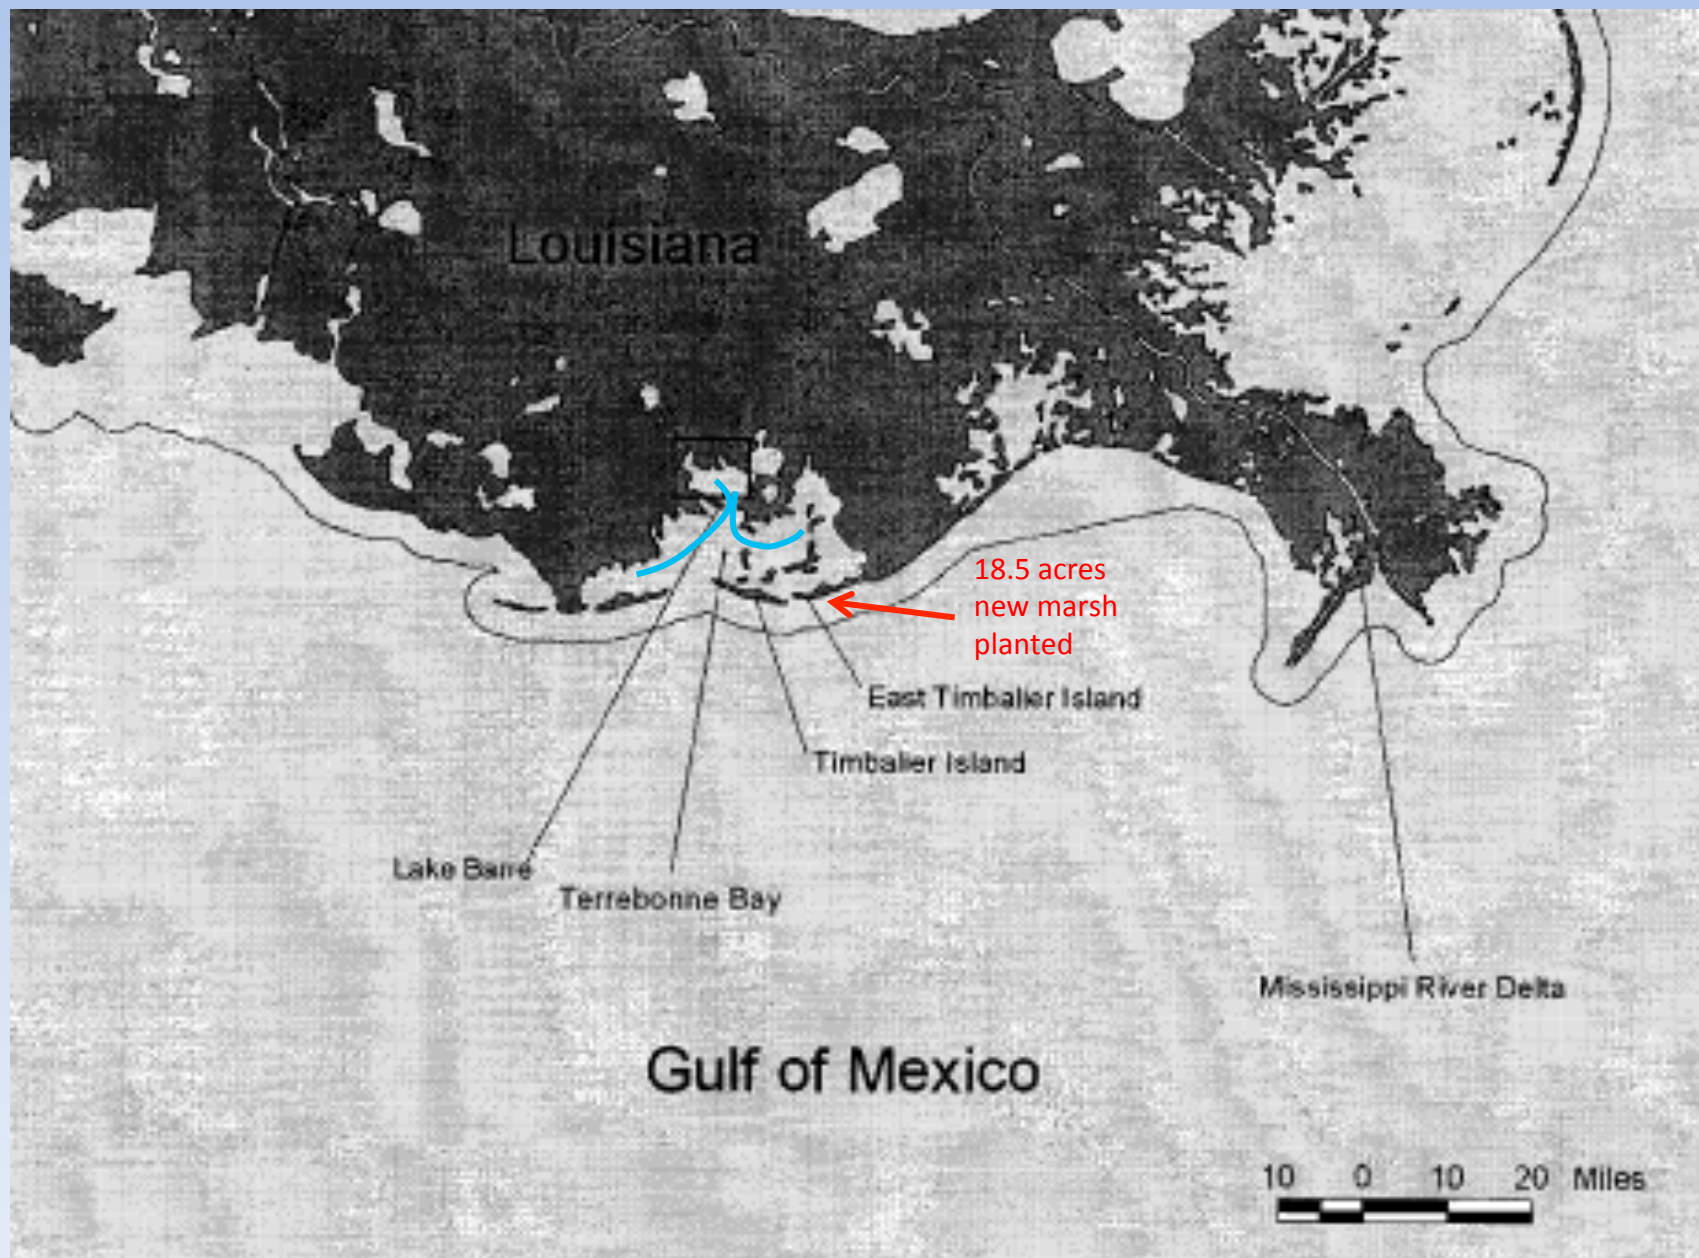 Louisiana
18.5 acres
new marsh
planted
East Timbalier Island
Timbalier Island
Lake Barre
Terrebonne Bay
Mississippi River Delta
Gulf of Mexico
10 0 10 20 Miles